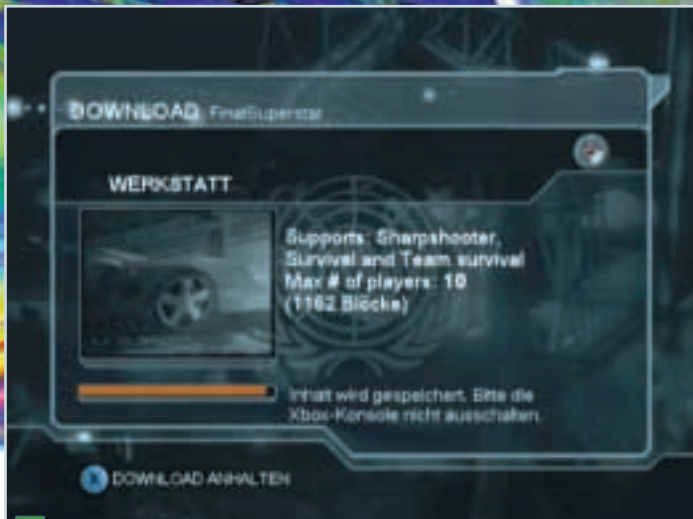 DOWNLOAD FinalSuperstar
WERKSTATT
Supports: Sharpshooter,
Survival and Team survival
Max # of players: 10
(1162 Blöcke)
Inhalt wird gespeichert. Bitte die
Xbox-Konsole nicht ausschalten.
X DOWNLOAD ANHALTEN